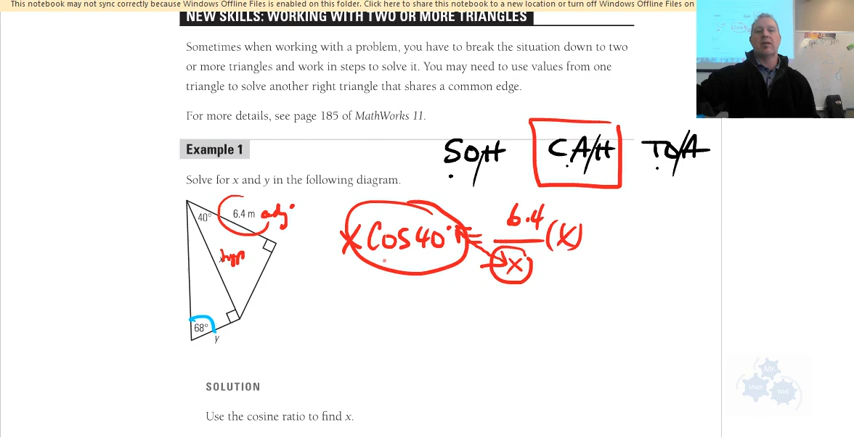 This notebook may not sync correctly because Windows Offline Files is enabled on this folder. Click here to share this notebook to a new location or turn off Windows Offline Files on
NEW SKILLS: WORKING WITH TWO OR MORE TRIANGLES
Sometimes when working with a problem, you have to break the situation down to two
or more triangles and work in steps to solve it. You may need to use values from one
triangle to solve another right triangle that shares a common edge.
For more details, see page 185 of MathWorks 11.
Example 1
SO/H CA/H TO/A
Solve for x and y in the following diagram.
40° 6.4 m adj
hyp
68°
y
x Cos 40° = 6.4 / x (x)
SOLUTION
Use the cosine ratio to find x.